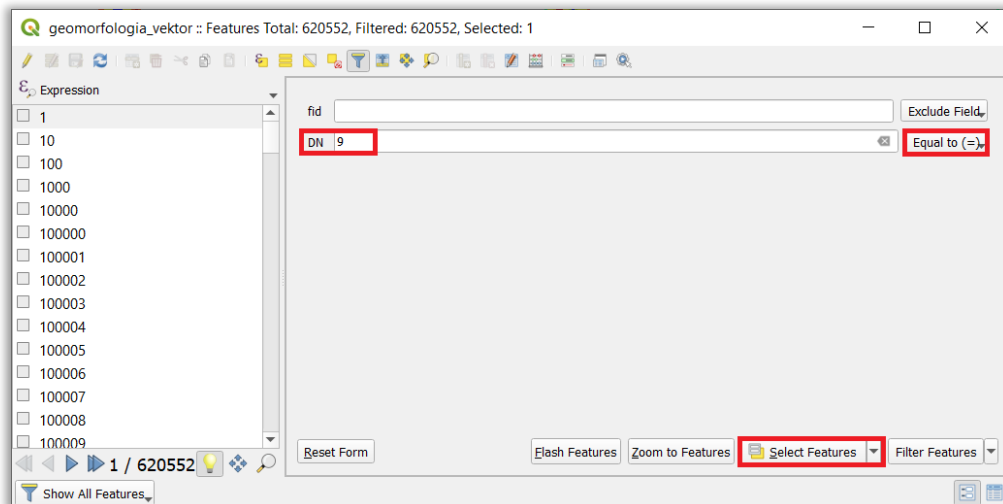 geomorfologia_vektor :: Features Total: 620552, Filtered: 620552, Selected: 1
Expression
1
10
100
1000
10000
100000
100001
100002
100003
100004
100005
100006
100007
100008
100009
fid
Exclude Field
DN 9
Equal to (=)
1 / 620552
Reset Form
Flash Features
Zoom to Features
Select Features
Filter Features
Show All Features